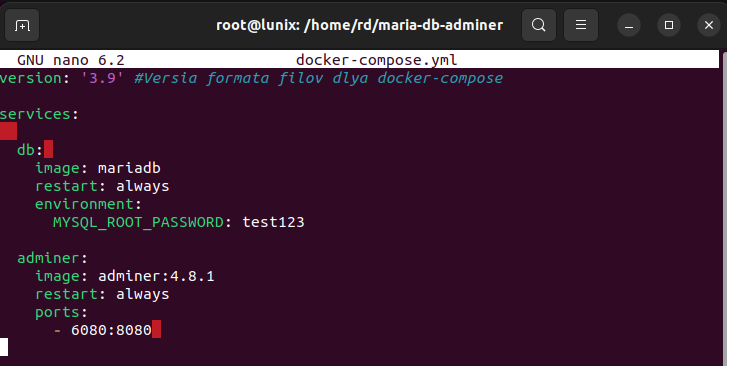 root@lunix: /home/rd/maria-db-adminer
GNU nano 6.2 docker-compose.yml
version: '3.9' #Versia formata filov dlya docker-compose
services:
db:
image: mariadb
restart: always
environment:
MYSQL_ROOT_PASSWORD: test123
adminer:
image: adminer:4.8.1
restart: always
ports:
- 6080:8080